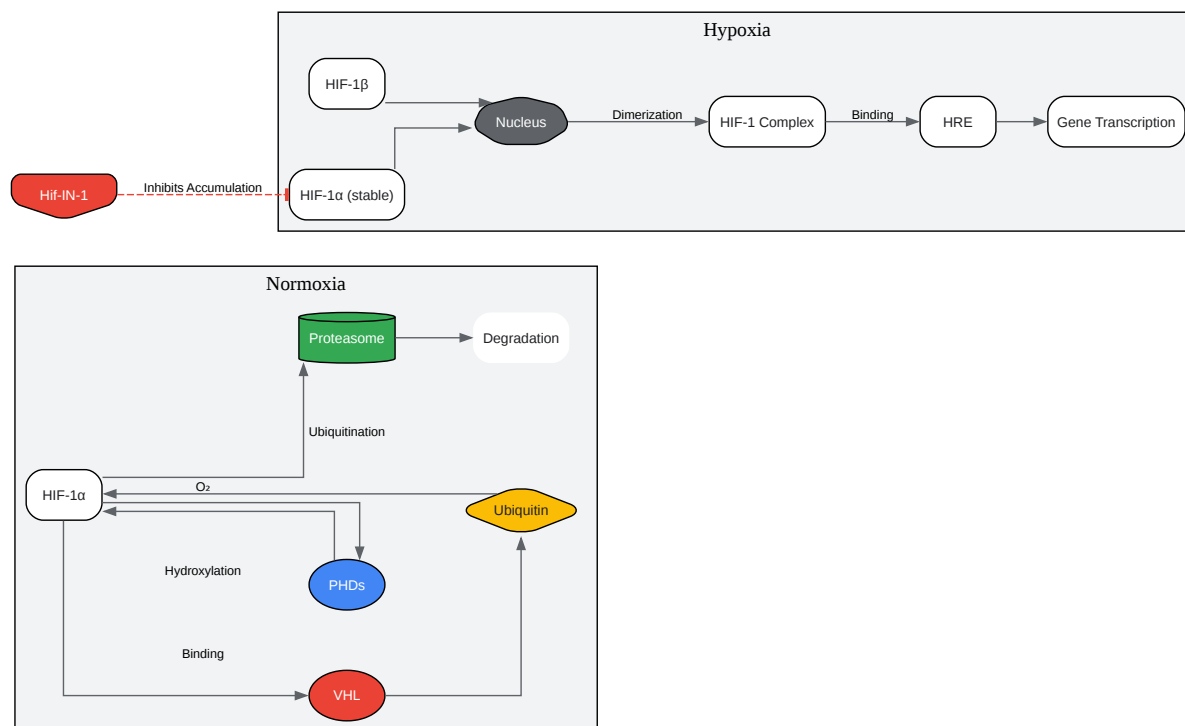 Hypoxia
HIF-1β
Nucleus
Dimerization
HIF-1 Complex
Binding
HRE
Gene Transcription
Hif-IN-1
Inhibits Accumulation
HIF-1α (stable)
Normoxia
Proteasome
Degradation
Ubiquitination
HIF-1α
O₂
Ubiquitin
Hydroxylation
PHDs
Binding
VHL